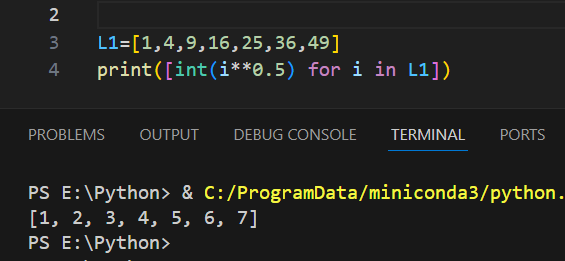 2
3 L1=[1,4,9,16,25,36,49]
4 print([int(i**0.5) for i in L1])
PROBLEMS OUTPUT DEBUG CONSOLE TERMINAL PORTS
PS E:\Python> & C:/ProgramData/miniconda3/python.
[1, 2, 3, 4, 5, 6, 7]
PS E:\Python>